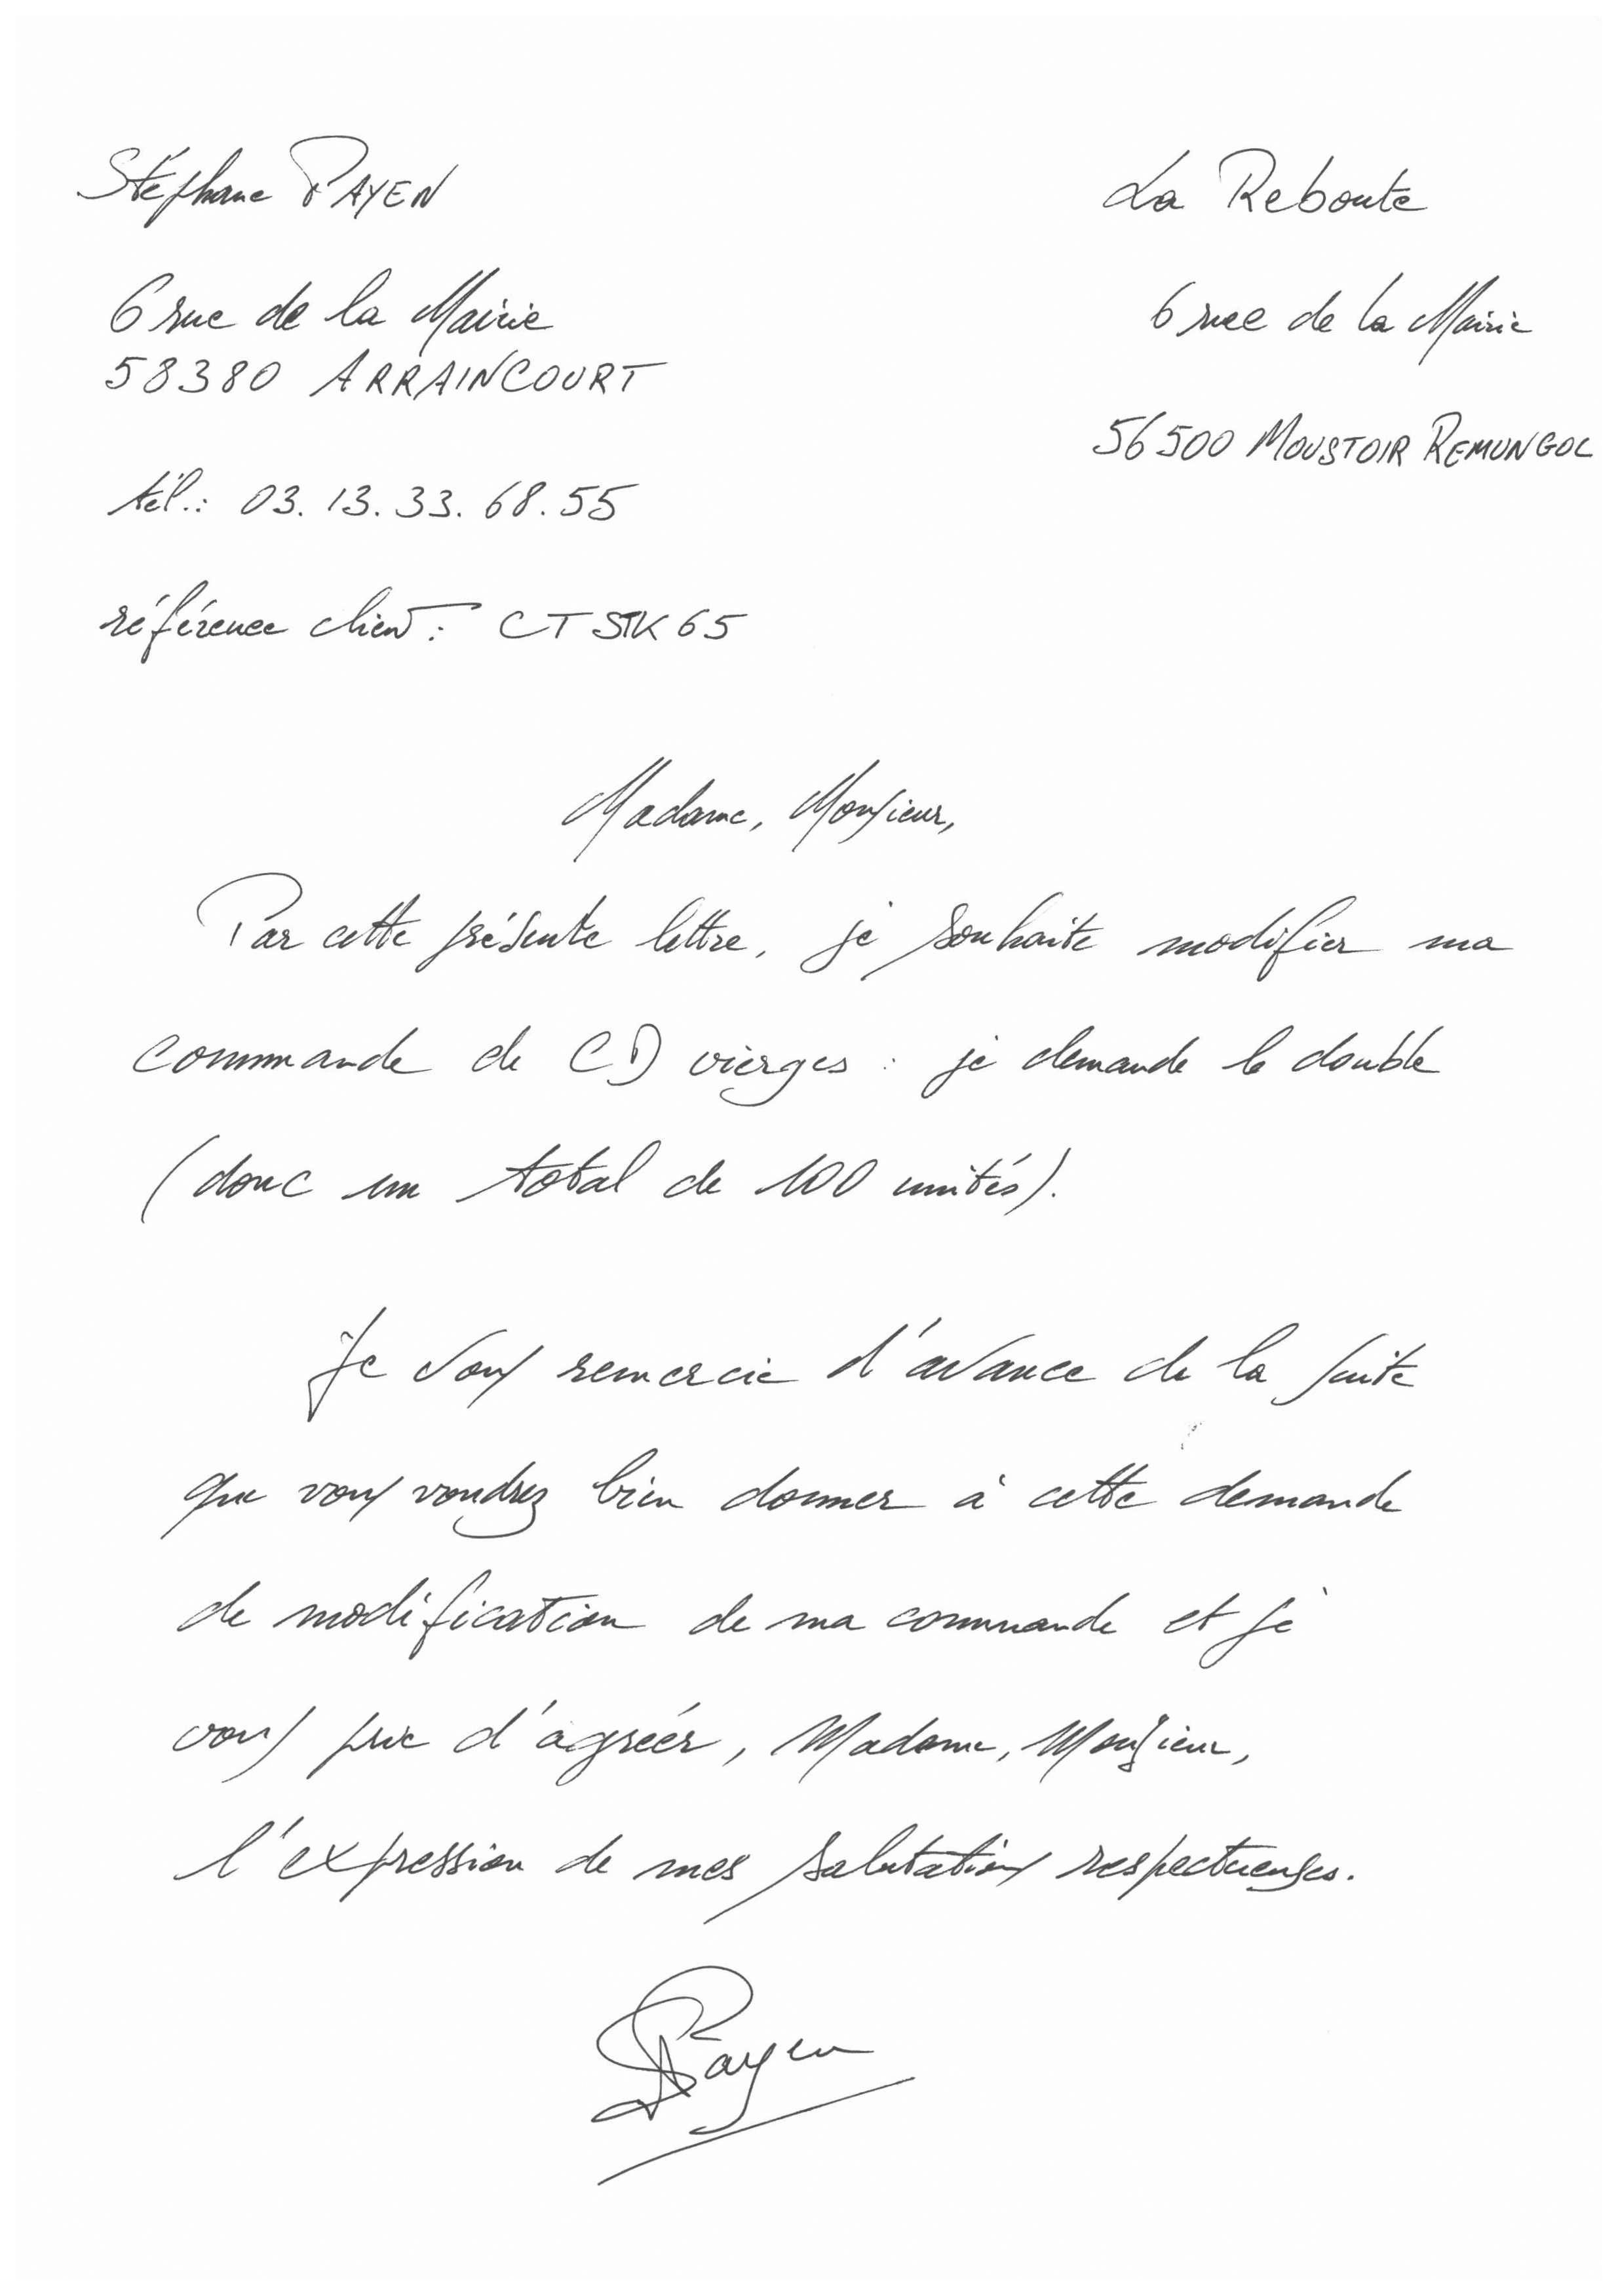 Stéphane PAYEN
6 rue de la Mairie
58380 ARRAINCOURT
tél.: 03.13.33.68.55
référence client : CTSTK65
La Reboute
6 rue de la Mairie
56500 MOUSTOIR REMUNGOL
Madame, Monsieur,
Par cette présente lettre, je souhaite modifier ma
commande de CD vierges : je demande le double
(donc un total de 100 unités).
Je vous remercie d'avance de la suite
que vous voudrez bien donner à cette demande
de modification de ma commande et je
vous prie d'agréer, Madame, Monsieur,
l'expression de mes salutations respectueuses.
SPayen